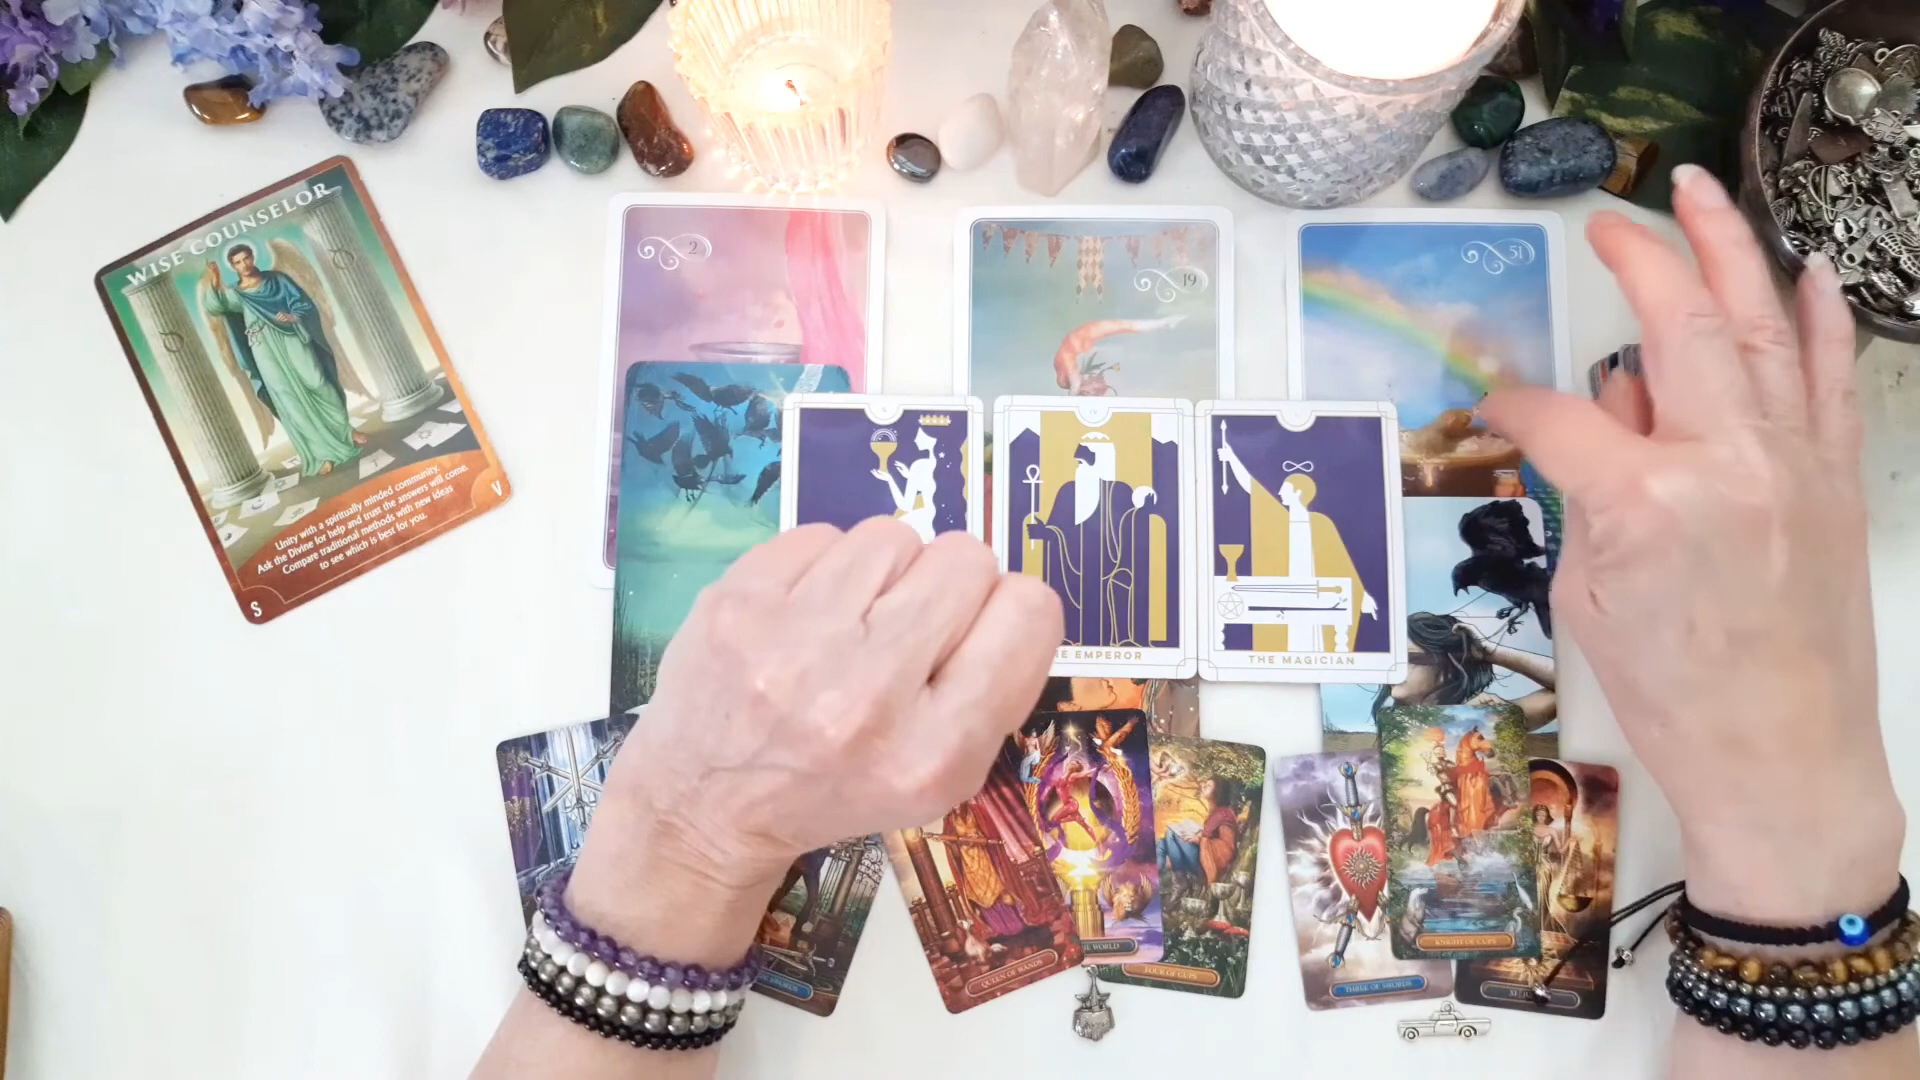 WISE COUNSELOR
Unity with a spiritually minded community.
Ask the Divine for help and trust the answers will come.
Compare traditional methods with new ideas
to see which is best for you.
S
V
2
19
51
EMPEROR
THE MAGICIAN
QUEEN OF WANDS
WORLD
FOUR OF CUPS
THREE OF SWORDS
KNIGHT OF CUPS